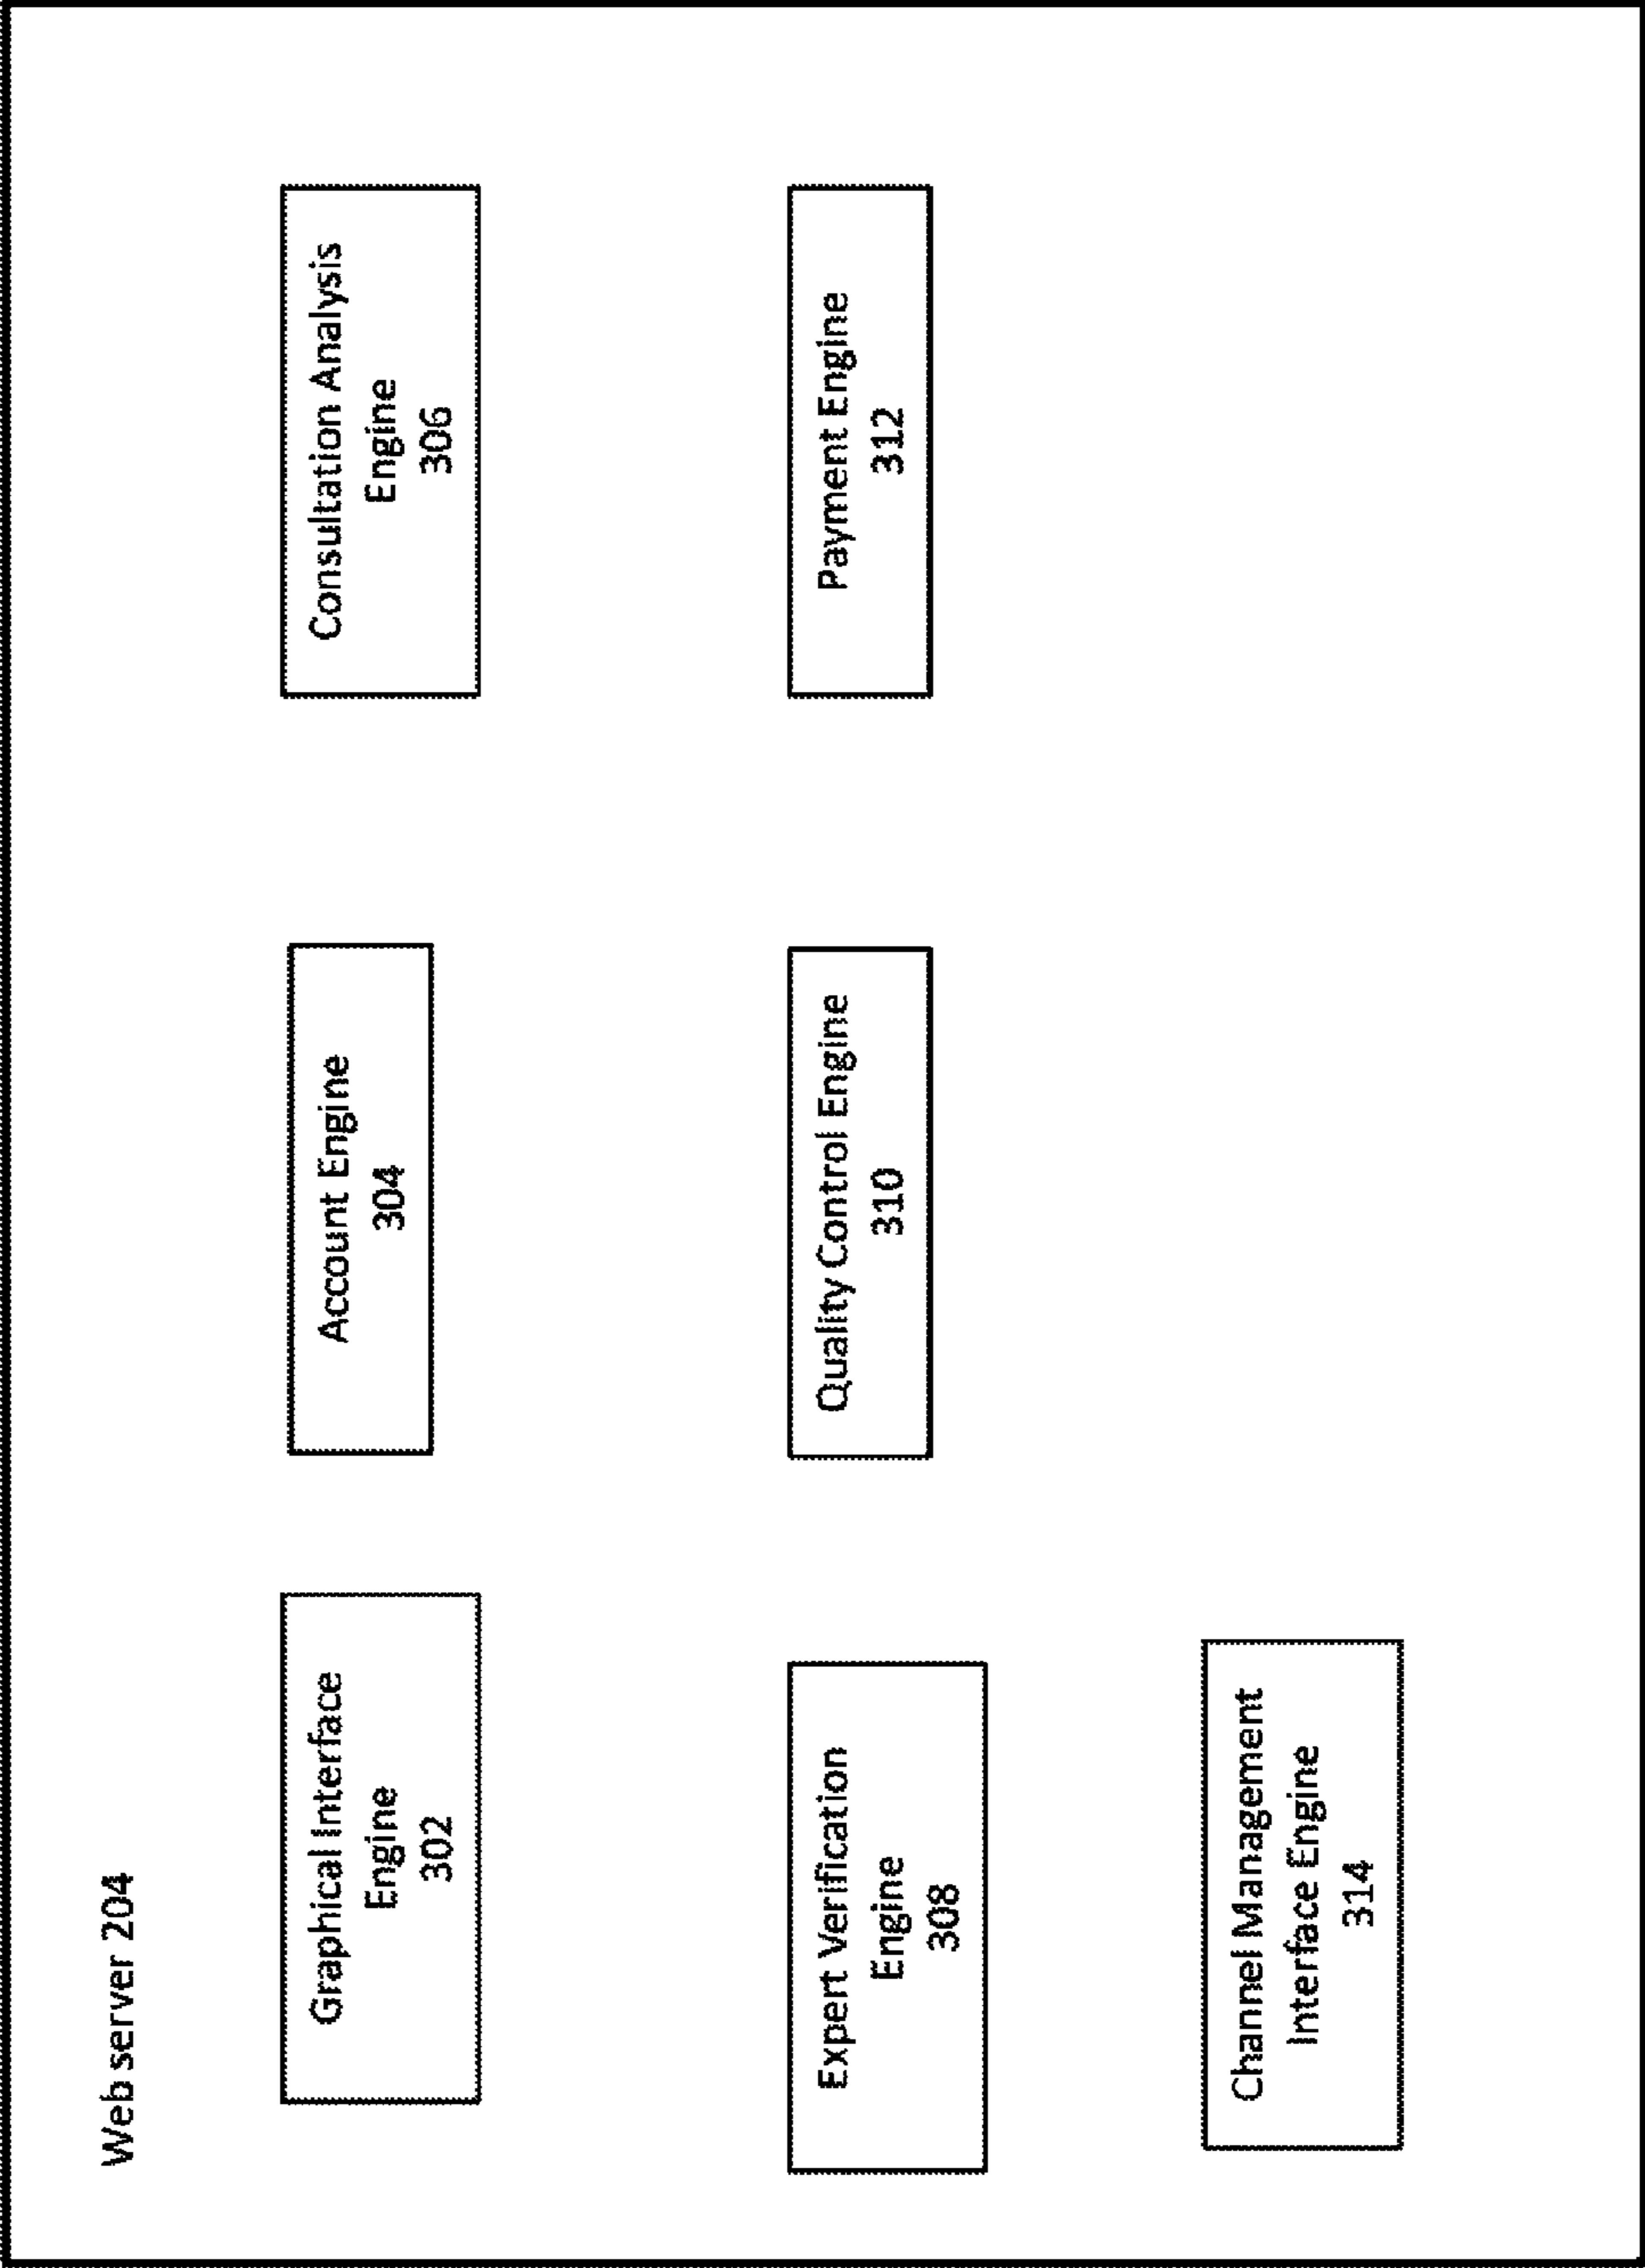 Web server 204
Graphical Interface
Engine
302
Account Engine
304
Consultation Analysis
Engine
306
Expert Verification
Engine
308
Quality Control Engine
310
Payment Engine
312
Channel Management
Interface Engine
314